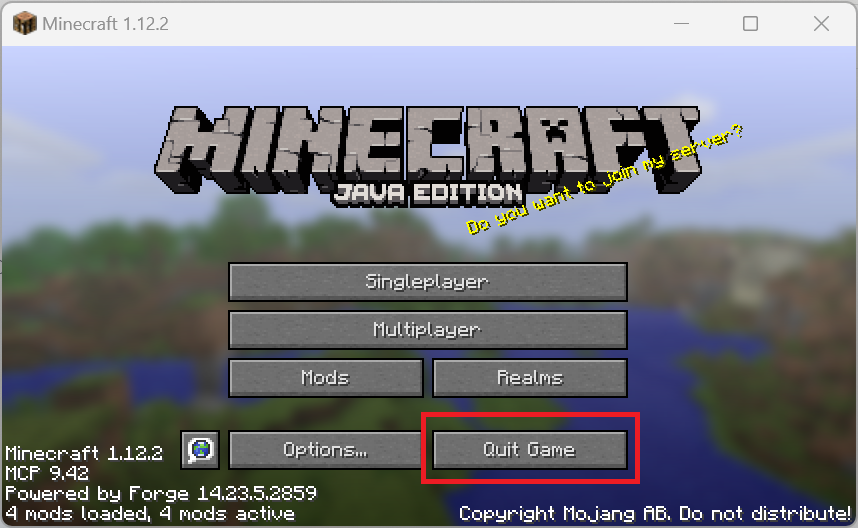 Minecraft 1.12.2
MINECRAFT
JAVA EDITION
Do you want to join my server?
Singleplayer
Multiplayer
Mods
Realms
Options...
Quit Game
Minecraft 1.12.2
MCP 9.42
Powered by Forge 14.23.5.2859
4 mods loaded, 4 mods active
Copyright Mojang AB. Do not distribute!